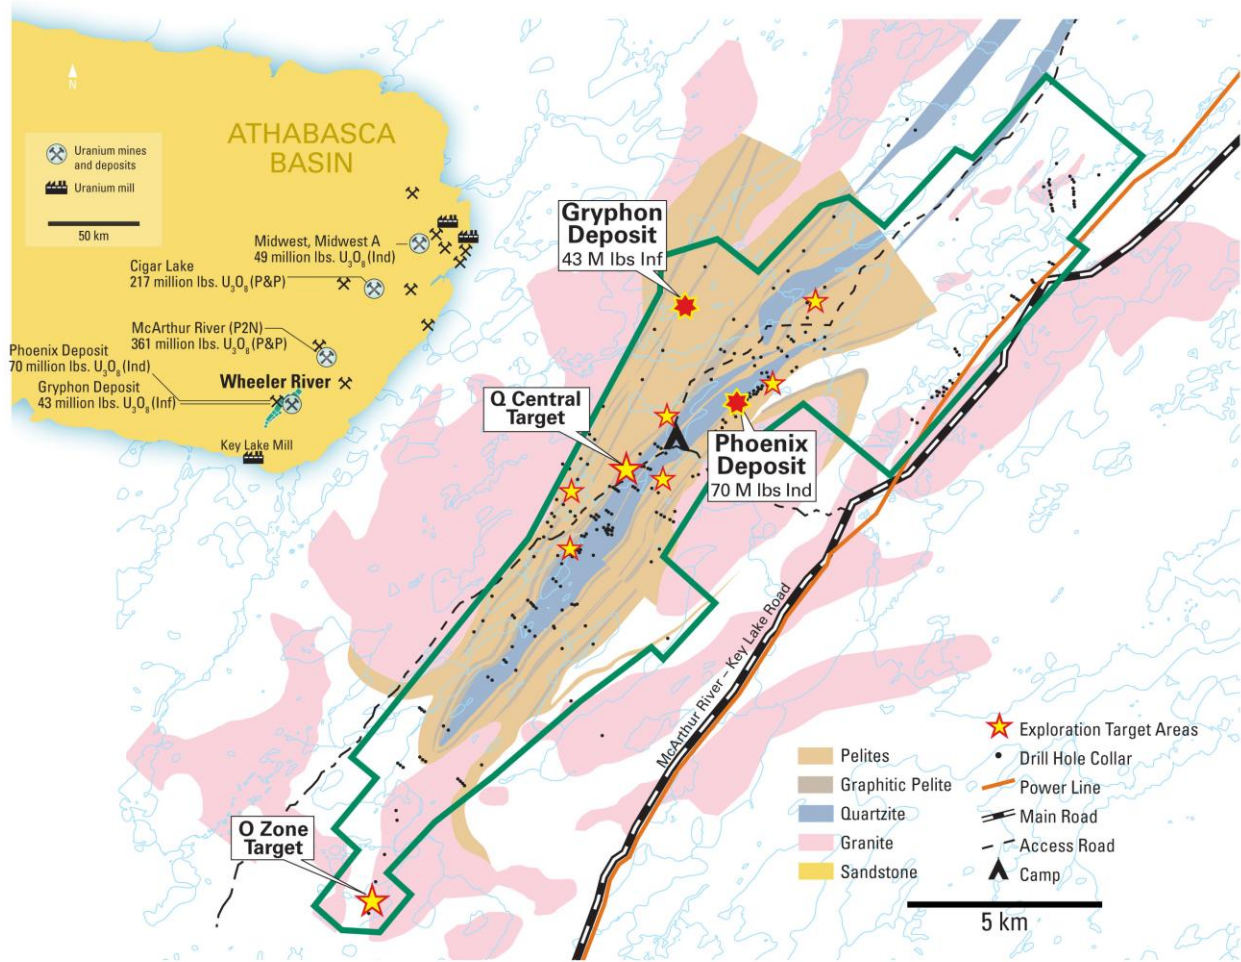 N
ATHABASCA
BASIN
Uranium mines
and deposits
Uranium mill
50 km
Midwest, Midwest A
49 million lbs. U3O8 (Ind)
Cigar Lake
217 million lbs. U3O8 (P&P)
McArthur River (P2N)
361 million lbs. U3O8 (P&P)
Phoenix Deposit
70 million lbs. U3O8 (Ind)
Gryphon Deposit
43 million lbs. U3O8 (Inf)
Wheeler River
Key Lake Mill
Gryphon
Deposit
43 M lbs Inf
Q Central
Target
Phoenix
Deposit
70 M lbs Ind
O Zone
Target
McArthur River – Key Lake Road
Pelites
Graphitic Pelite
Quartzite
Granite
Sandstone
Exploration Target Areas
Drill Hole Collar
Power Line
Main Road
Access Road
Camp
5 km